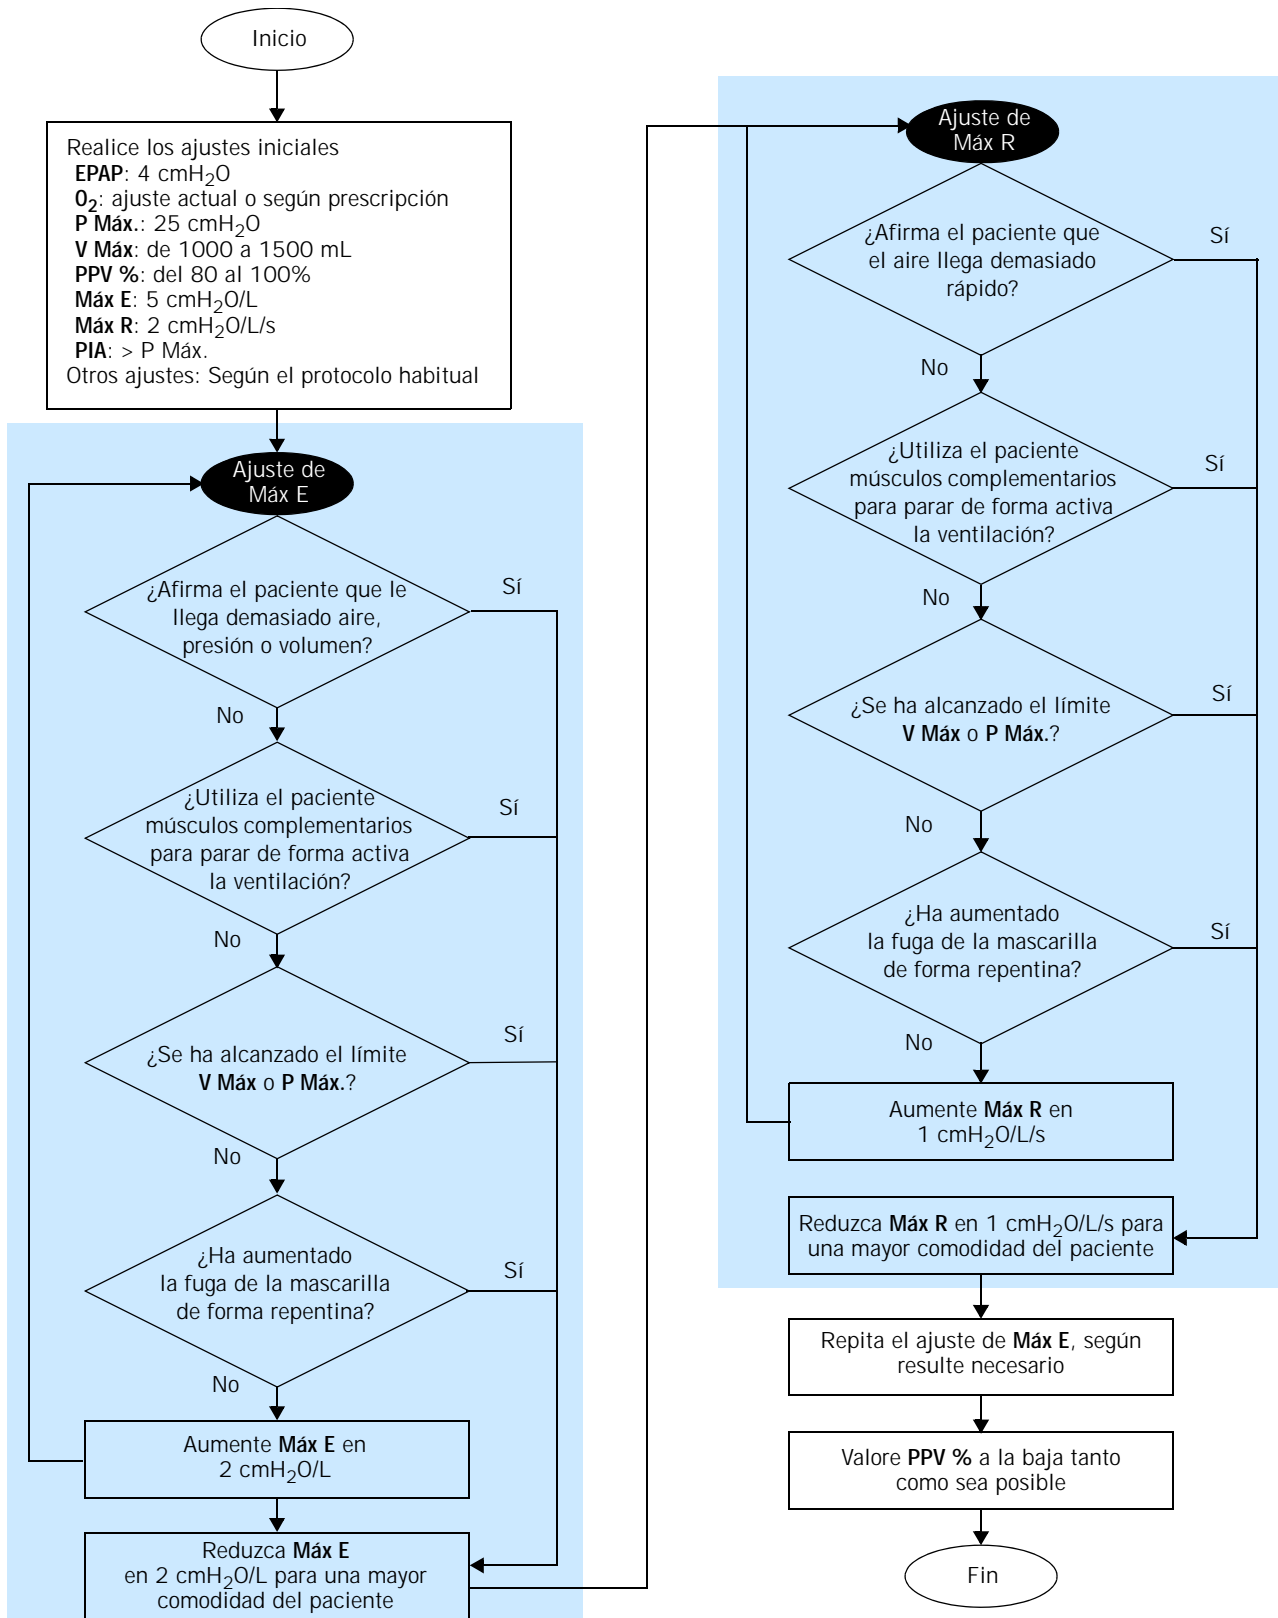 Inicio
Realice los ajustes iniciales
EPAP: 4 cmH2O
O2: ajuste actual o según prescripción
P Máx.: 25 cmH2O
V Máx: de 1000 a 1500 mL
PPV %: del 80 al 100%
Máx E: 5 cmH2O/L
Máx R: 2 cmH2O/L/s
PIA: > P Máx.
Otros ajustes: Según el protocolo habitual
Ajuste de
Máx E
¿Afirma el paciente que le
llega demasiado aire,
presión o volumen?
Sí
No
¿Utiliza el paciente
músculos complementarios
para parar de forma activa
la ventilación?
Sí
No
¿Se ha alcanzado el límite
V Máx o P Máx.?
Sí
No
¿Ha aumentado
la fuga de la mascarilla
de forma repentina?
Sí
No
Aumente Máx E en
2 cmH2O/L
Reduzca Máx E
en 2 cmH2O/L para una mayor
comodidad del paciente
Ajuste de
Máx R
¿Afirma el paciente que
el aire llega demasiado
rápido?
Sí
No
¿Utiliza el paciente
músculos complementarios
para parar de forma activa
la ventilación?
Sí
No
¿Se ha alcanzado el límite
V Máx o P Máx.?
Sí
No
¿Ha aumentado
la fuga de la mascarilla
de forma repentina?
Sí
No
Aumente Máx R en
1 cmH2O/L/s
Reduzca Máx R en 1 cmH2O/L/s para
una mayor comodidad del paciente
Repita el ajuste de Máx E, según
resulte necesario
Valore PPV % a la baja tanto
como sea posible
Fin